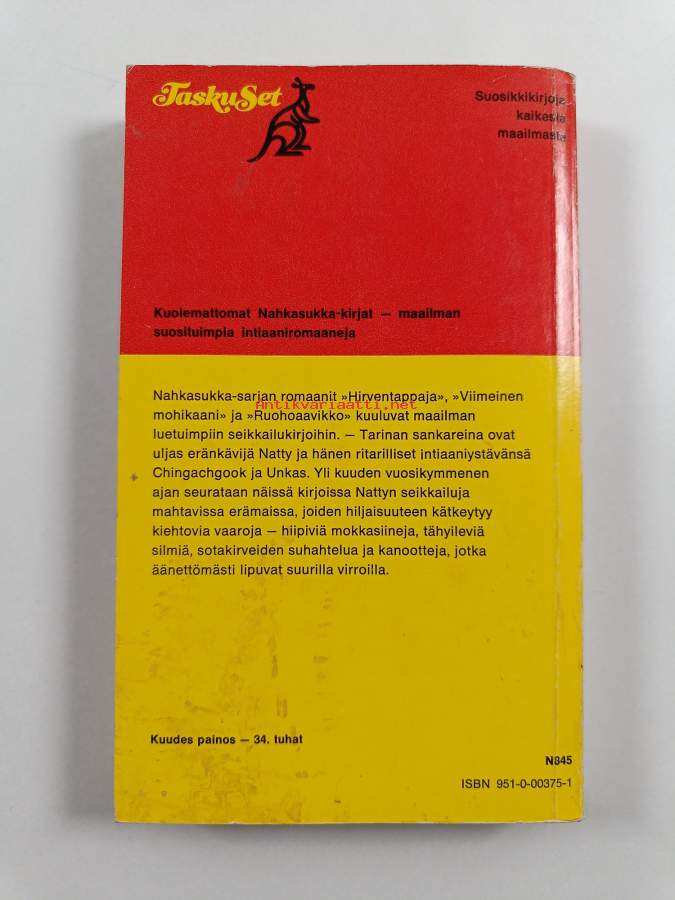 TaskuSet
Suosikkikirjoja
kaikesta
maailmasta
Kuolemattomat Nahkasukka-kirjat — maailman
suosituimpia intiaaniromaaneja
Nahkasukka-sarjan romaanit »Hirventappaja», »Viimeinen
mohikaani» ja »Ruohoaavikko» kuuluvat maailman
Antikvariaatti.net
luetuimpiin seikkailukirjoihin. — Tarinan sankareina ovat
uljas eränkävijä Natty ja hänen ritarilliset intiaaniystävänsä
Chingachgook ja Unkas. Yli kuuden vuosikymmenen
ajan seurataan näissä kirjoissa Nattyn seikkailuja
mahtavissa erämaissa, joiden hiljaisuuteen kätkeytyy
kiehtovia vaaroja — hiipiviä mokkasiineja, tähyileviä
silmiä, sotakirveiden suhahtelua ja kanootteja, jotka
äänettömästi lipuvat suurilla virroilla.
Kuudes painos — 34. tuhat
N845
ISBN 951-0-00375-1